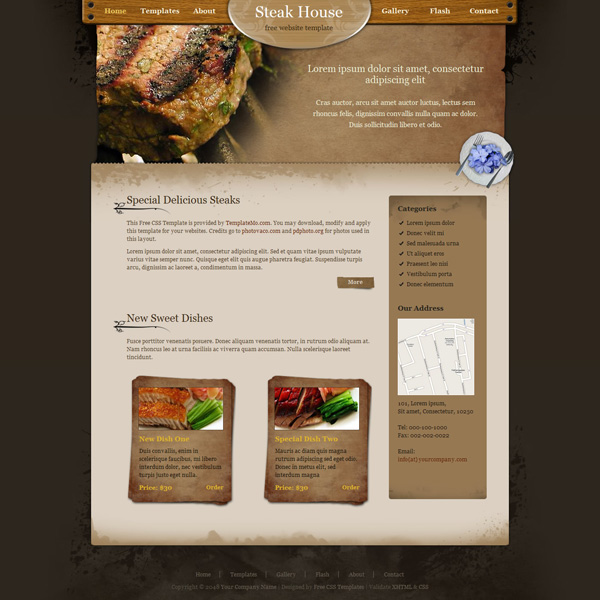 Home Templates About
Steak House
free website template
Gallery Flash Contact
Lorem ipsum dolor sit amet, consectetur
adipiscing elit
Cras auctor, arcu sit amet auctor luctus, lectus sem
rhoncus felis, dignissim convallis nulla quam ac dolor.
Duis sollicitudin libero et odio.
Special Delicious Steaks
This Free CSS Template is provided by TemplateMo.com. You may download, modify and apply
this template for your websites. Credits go to photovaco.com and pdphoto.org for photos used in
this layout.
Lorem ipsum dolor sit amet, consectetur adipiscing elit. Sed et quam vitae ipsum vulputate
varius vitae semper nunc. Quisque eget elit quis augue pharetra feugiat. Suspendisse turpis
arcu, dignissim ac laoreet a, condimentum in massa.
More
New Sweet Dishes
Fusce porttitor venenatis posuere. Donec aliquam venenatis tortor, in rutrum odio aliquam at.
Nam rhoncus leo at urna facilisis ac viverra quam accumsan. Nulla scelerisque laoreet
tincidunt.
New Dish One
Duis convallis, enim in
scelerisque faucibus, mi libero
interdum dolor, nec vestibulum
turpis justo eget nulla.
Price: $30 Order
Special Dish Two
Mauris ac diam quis magna
rutrum adipiscing sed eget odio.
Donec in metus elit, sed
interdum magna
Price: $30 Order
Categories
Lorem ipsum dolor
Donec velit mi
Sed malesuada urna
Ut aliquet eros
Praesent leo nisi
Vestibulum porta
Donec elementum
Our Address
101, Lorem ipsum,
Sit amet, Consectetur, 10250
Tel: 000-100-1000
Fax: 002-002-0022
Email:
info[at]yourcompany.com
Home | Templates | Gallery | Flash | About | Contact
Copyright © 2048 Your Company Name | Designed by Free CSS Templates | Validate XHTML & CSS